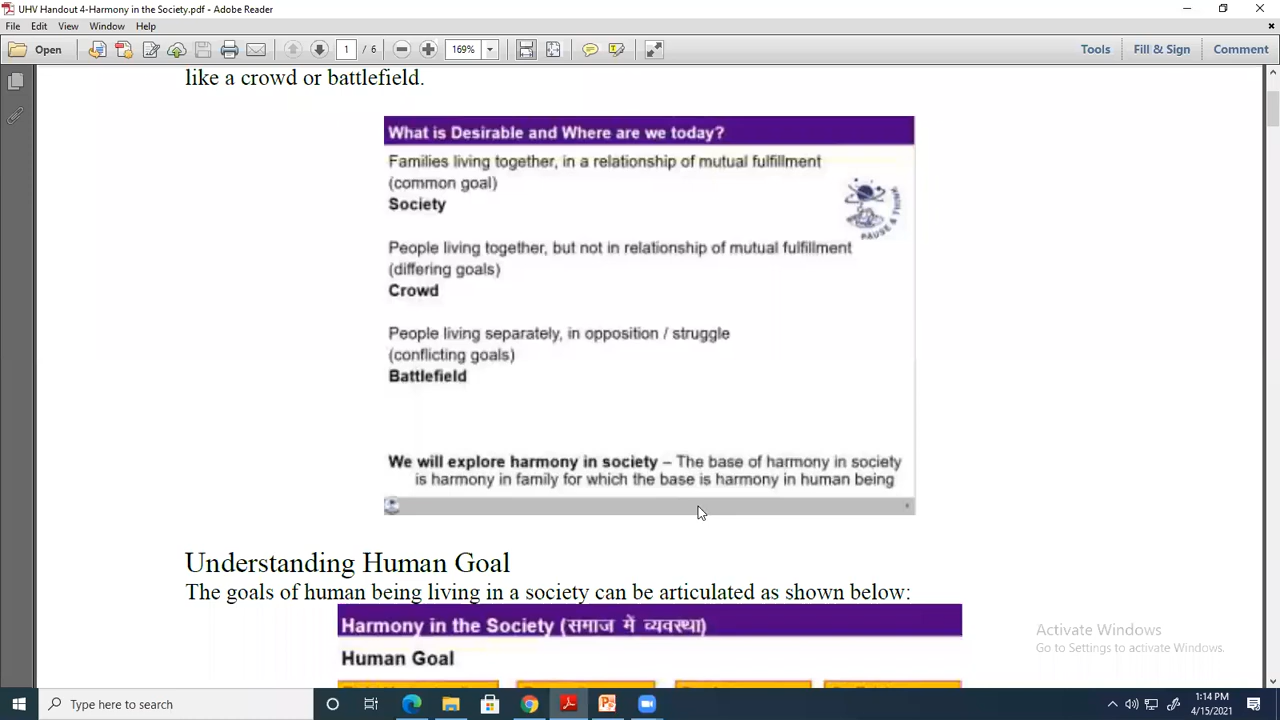 UHV Handout 4-Harmony in the Society.pdf - Adobe Reader
File Edit View Window Help
Open 1 / 6 169% Tools Fill & Sign Comment
like a crowd or battlefield.
What is Desirable and Where are we today?
Families living together, in a relationship of mutual fulfillment
(common goal)
Society
PAUSE & THINK
People living together, but not in relationship of mutual fulfillment
(differing goals)
Crowd
People living separately, in opposition / struggle
(conflicting goals)
Battlefield
We will explore harmony in society – The base of harmony in society
is harmony in family for which the base is harmony in human being
Understanding Human Goal
The goals of human being living in a society can be articulated as shown below:
Harmony in the Society (समाज में व्यवस्था)
Human Goal
Activate Windows
Go to Settings to activate Windows.
Type here to search
1:14 PM
4/15/2021